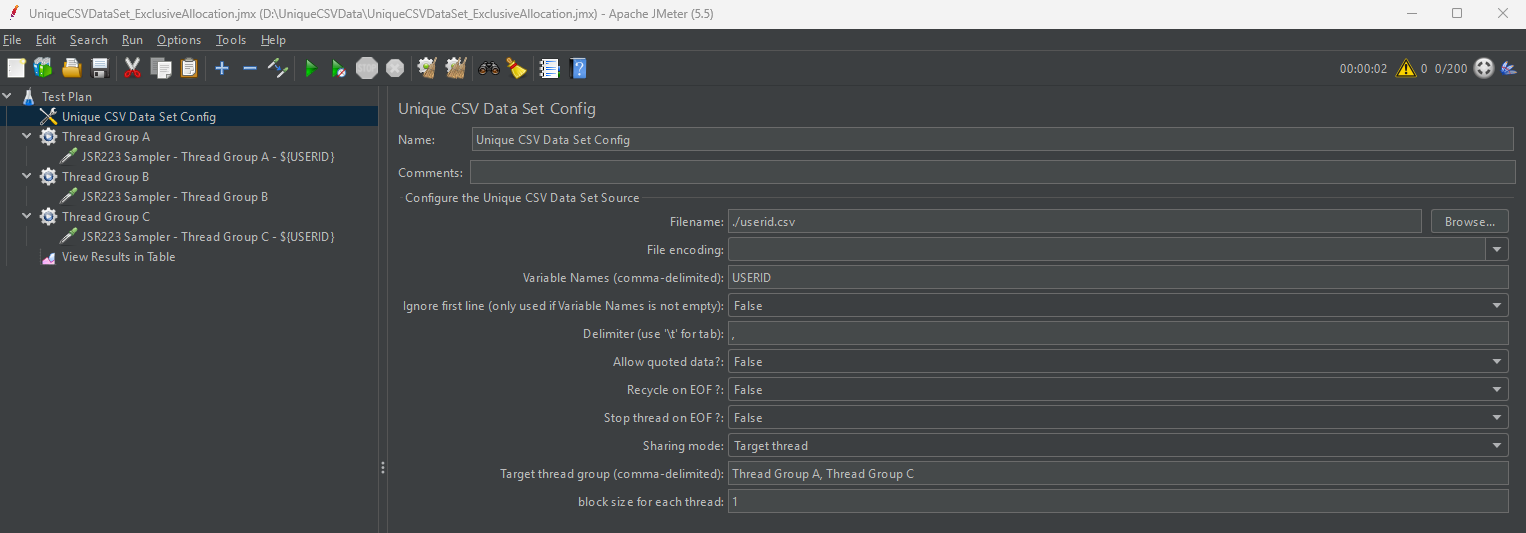 UniqueCSVDataSet_ExclusiveAllocation.jmx (D:\UniqueCSVData\UniqueCSVDataSet_ExclusiveAllocation.jmx) - Apache JMeter (5.5)
File Edit Search Run Options Tools Help
STOP 00:00:02 0 0/200
Test Plan
Unique CSV Data Set Config
Thread Group A
JSR223 Sampler - Thread Group A - ${USERID}
Thread Group B
JSR223 Sampler - Thread Group B
Thread Group C
JSR223 Sampler - Thread Group C - ${USERID}
View Results in Table
Unique CSV Data Set Config
Name: Unique CSV Data Set Config
Comments:
Configure the Unique CSV Data Set Source
Filename: ./userid.csv Browse...
File encoding:
Variable Names (comma-delimited): USERID
Ignore first line (only used if Variable Names is not empty): False
Delimiter (use '\t' for tab): ,
Allow quoted data?: False
Recycle on EOF ?: False
Stop thread on EOF ?: False
Sharing mode: Target thread
Target thread group (comma-delimited): Thread Group A, Thread Group C
block size for each thread: 1